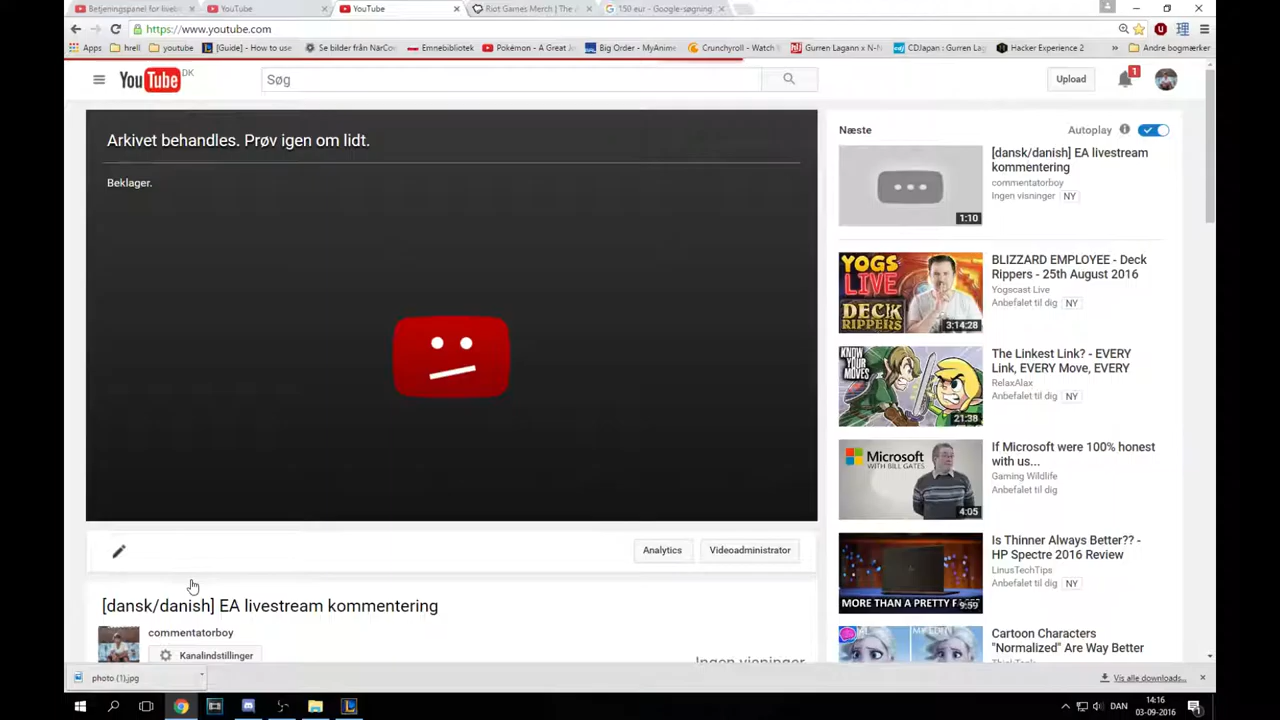 Betjeningspanel for livest
YouTube
YouTube
Riot Games Merch | The
150 eur - Google-søgning
https://www.youtube.com
Apps
hrell
youtube
[Guide] - How to use
Se bilder från NärCo
Emnebibliotek
Pokémon - A Great Jo
Big Order - MyAnime
Crunchyroll - Watch
Gurren Lagann x N-
CDJapan : Gurren La
Hacker Experience 2
»
Andre bogmærker
YouTube DK
Søg
Upload
1
Arkivet behandles. Prøv igen om lidt.
Beklager.
Analytics
Videoadministrator
[dansk/danish] EA livestream kommentering
commentatorboy
Kanalindstillinger
Ingen visninger
Næste
Autoplay
[dansk/danish] EA livestream
kommentering
commentatorboy
Ingen visninger NY
1:10
YOGS
LIVE
DECK
RIPPERS
3:14:28
BLIZZARD EMPLOYEE - Deck
Rippers - 25th August 2016
Yogscast Live
Anbefalet til dig NY
KNOW
YOUR
MOVES
21:38
The Linkest Link? - EVERY
Link, EVERY Move, EVERY
RelaxAlax
Anbefalet til dig NY
Microsoft
WITH BILL GATES
4:05
If Microsoft were 100% honest
with us...
Gaming Wildlife
Anbefalet til dig
MORE THAN A PRETTY F
9:59
Is Thinner Always Better?? -
HP Spectre 2016 Review
LinusTechTips
Anbefalet til dig NY
Cartoon Characters
"Normalized" Are Way Better
photo (1).jpg
Vis alle downloads...
DAN
14:16
03-09-2016